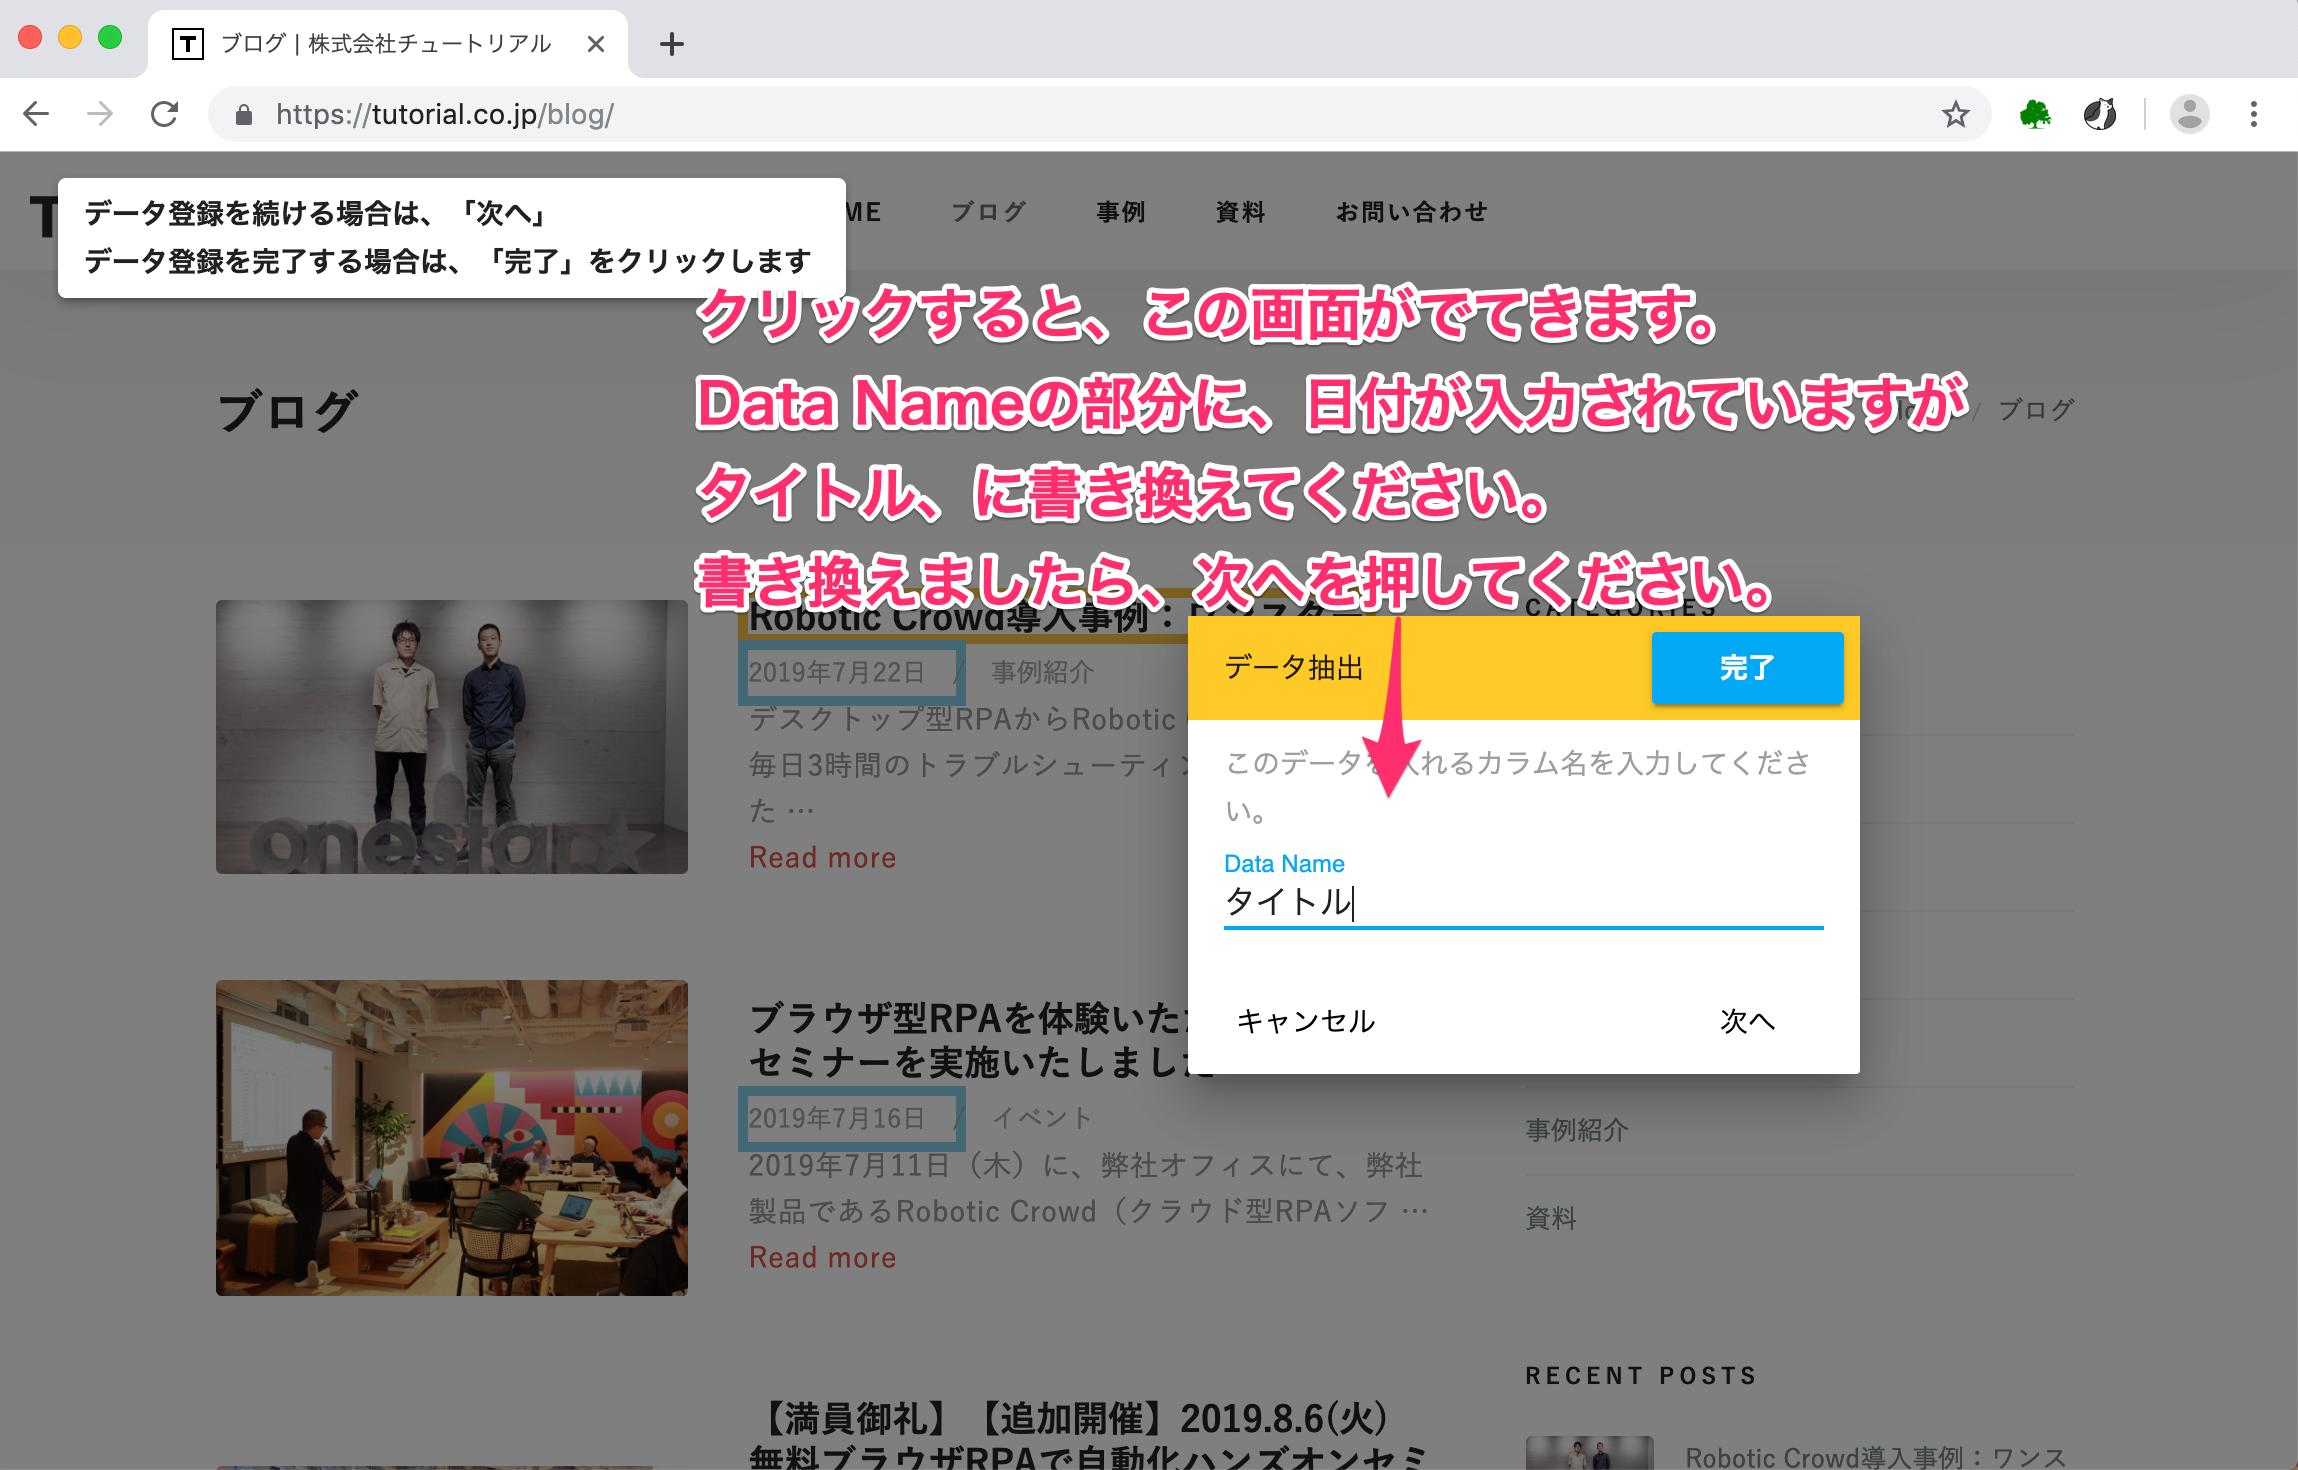 T ブログ | 株式会社チュートリアル
https://tutorial.co.jp/blog/
T
データ登録を続ける場合は、「次へ」
データ登録を完了する場合は、「完了」をクリックします
ME ブログ 事例 資料 お問い合わせ
クリックすると、この画面がでてきます。
Data Nameの部分に、日付が入力されていますが
タイトル、に書き換えてください。
書き換えましたら、次へを押してください。
ブログ
/ ブログ
Robotic Crowd導入事例：ワンスター
2019年7月22日 / 事例紹介
デスクトップ型RPAからRobotic
毎日3時間のトラブルシューティン
た …
Read more
onestar
CATEGORIES
データ抽出
完了
このデータを入れるカラム名を入力してくださ
い。
Data Name
タイトル
キャンセル 次へ
ブラウザ型RPAを体験いた
セミナーを実施いたしました
2019年7月16日 / イベント
2019年7月11日（木）に、弊社オフィスにて、弊社
製品であるRobotic Crowd（クラウド型RPAソフ …
Read more
事例紹介
資料
RECENT POSTS
Robotic Crowd導入事例：ワンス
【満員御礼】【追加開催】2019.8.6(火)
無料ブラウザRPAで自動化ハンズオンセミ